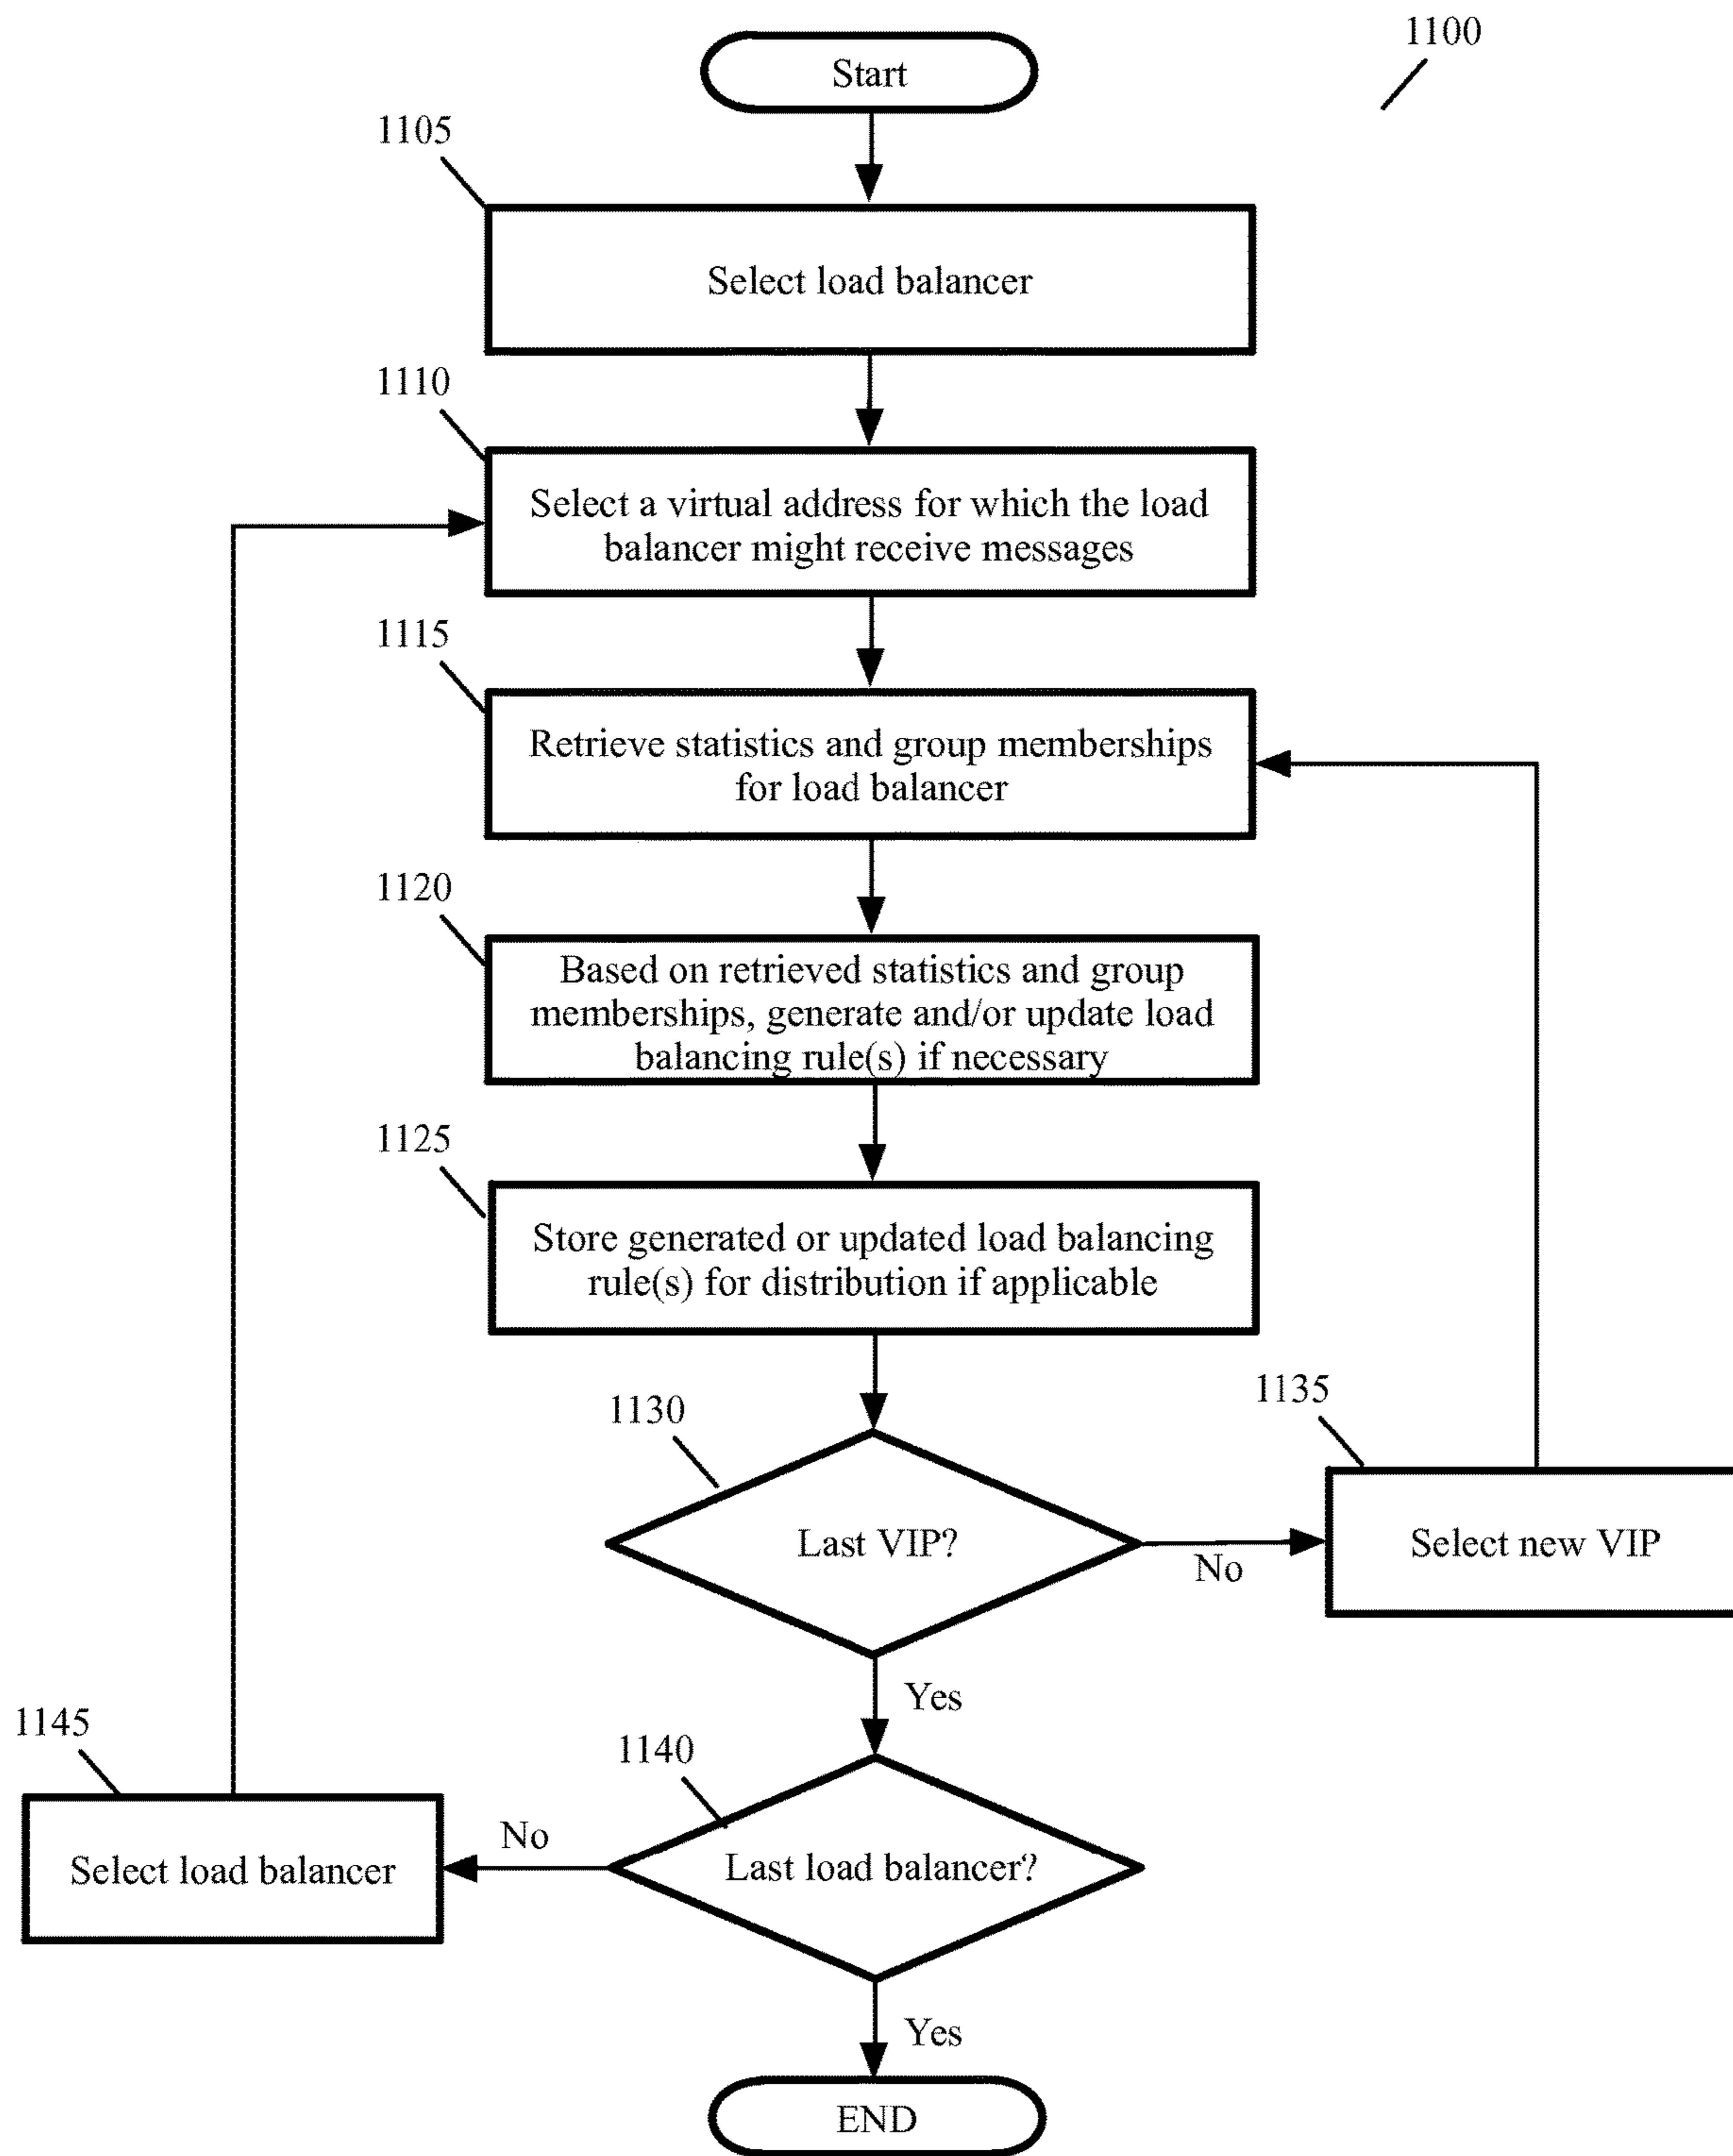 1100
Start
1105
Select load balancer
1110
Select a virtual address for which the load
balancer might receive messages
1115
Retrieve statistics and group memberships
for load balancer
1120
Based on retrieved statistics and group
memberships, generate and/or update load
balancing rule(s) if necessary
1125
Store generated or updated load balancing
rule(s) for distribution if applicable
1130
Last VIP?
No
1135
Select new VIP
Yes
1140
Last load balancer?
No
1145
Select load balancer
Yes
END